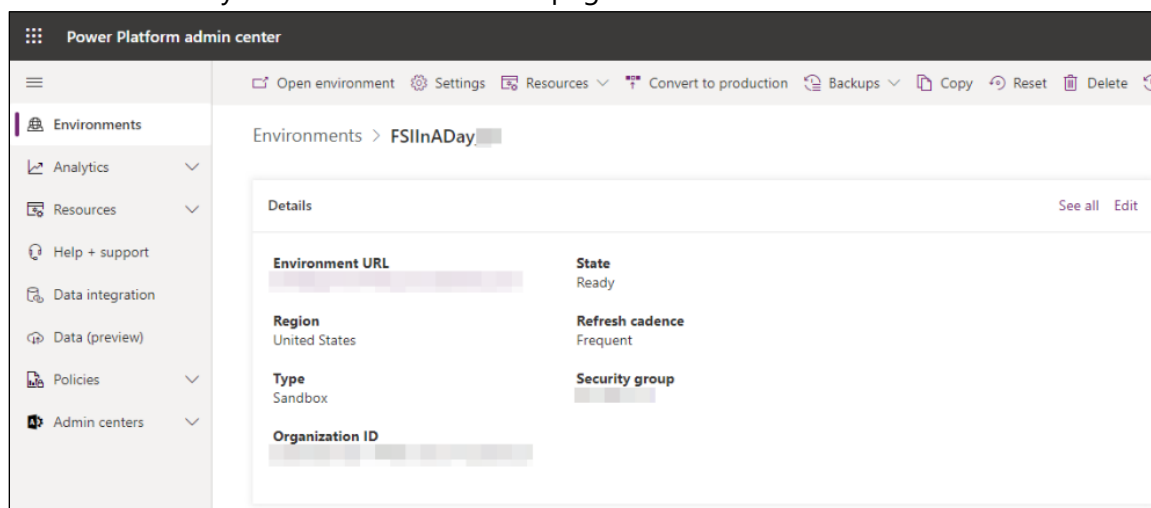 Power Platform admin center
Open environment Settings Resources Convert to production Backups Copy Reset Delete
Environments
Environments > FSIInADay_
Analytics
Details See all Edit
Resources
Help + support
Environment URL State
Ready
Data integration
Region Refresh cadence
United States Frequent
Data (preview)
Policies
Type Security group
Sandbox
Admin centers
Organization ID